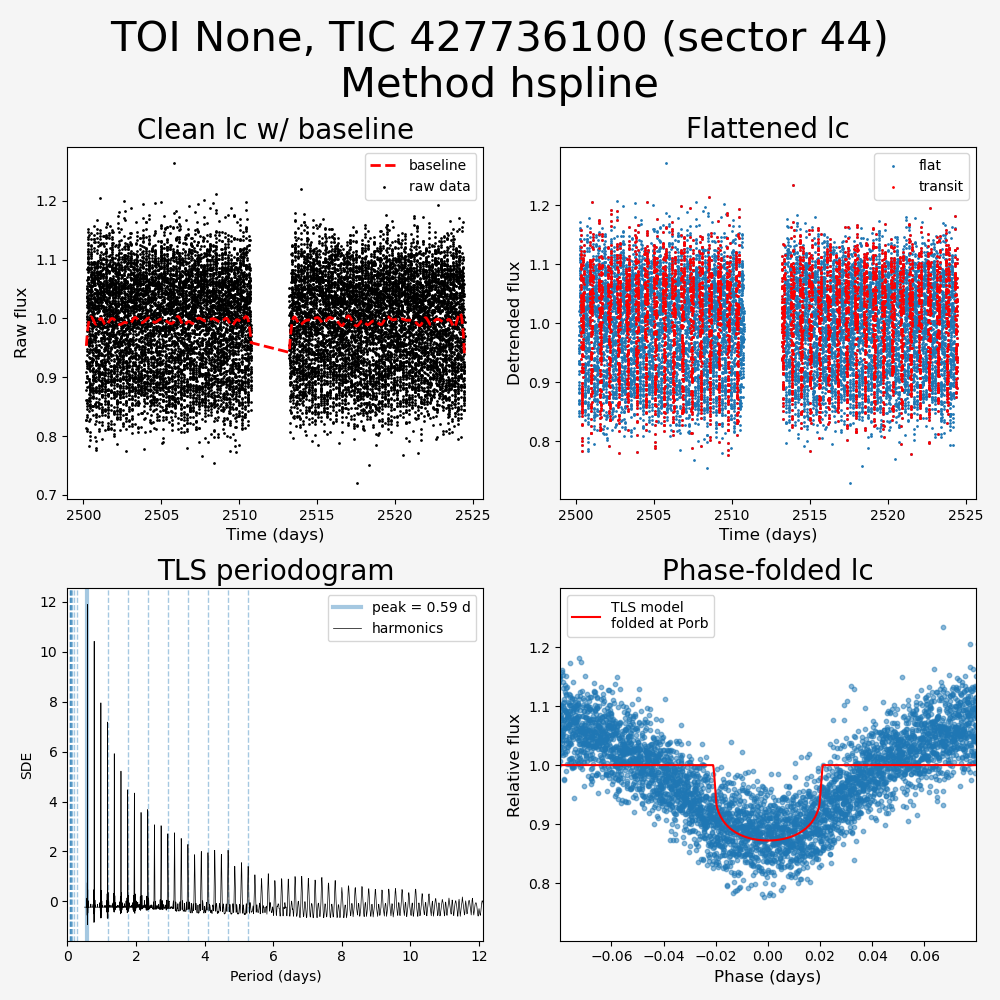 TOI None, TIC 427736100 (sector 44)
Method hspline
Clean lc w/ baseline
Raw flux
1.2
1.1
1.0
0.9
0.8
0.7
baseline
raw data
2500
2505
2510
2515
2520
2525
Time (days)
Flattened lc
Detrended flux
1.2
1.1
1.0
0.9
0.8
flat
transit
2500
2505
2510
2515
2520
2525
Time (days)
TLS periodogram
SDE
12
10
8
6
4
2
0
peak = 0.59 d
harmonics
0
2
4
6
8
10
12
Period (days)
Phase-folded lc
Relative flux
1.2
1.1
1.0
0.9
0.8
TLS model
folded at Porb
−0.06
−0.04
−0.02
0.00
0.02
0.04
0.06
Phase (days)